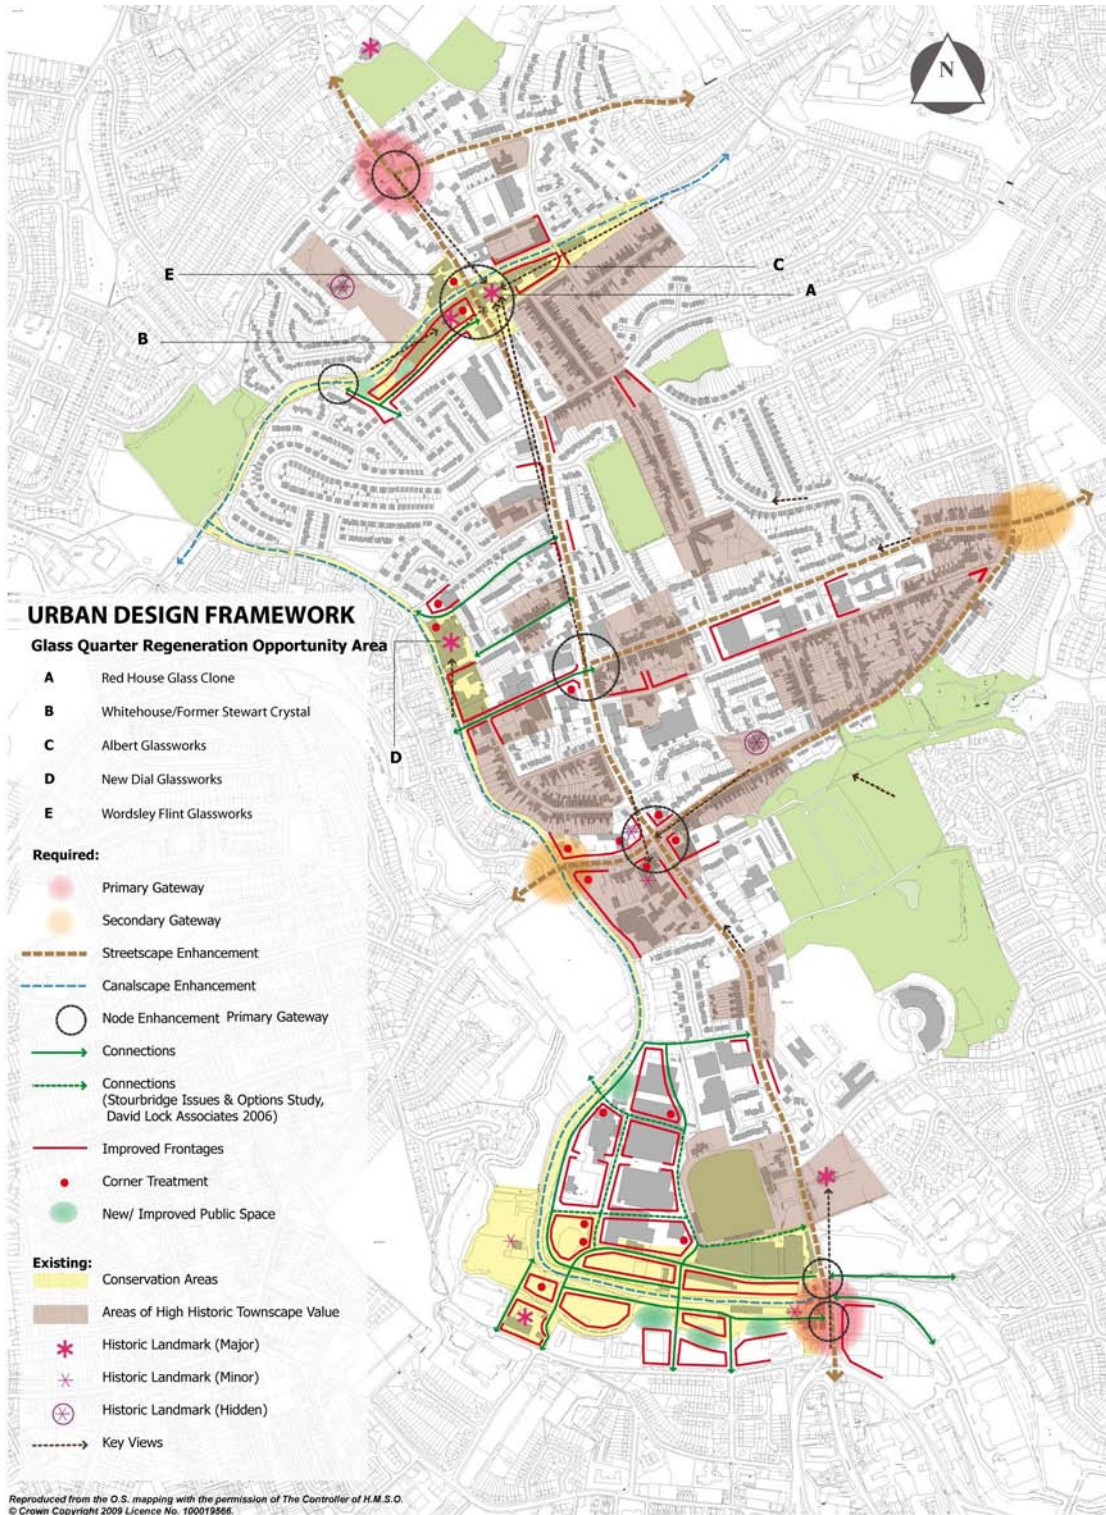 N
E
C
A
B
D
URBAN DESIGN FRAMEWORK
Glass Quarter Regeneration Opportunity Area
A Red House Glass Clone
B Whitehouse/Former Stewart Crystal
C Albert Glassworks
D New Dial Glassworks
E Wordsley Flint Glassworks
Required:
Primary Gateway
Secondary Gateway
Streetscape Enhancement
Canalscape Enhancement
Node Enhancement Primary Gateway
Connections
Connections
(Stourbridge Issues & Options Study,
David Lock Associates 2006)
Improved Frontages
Corner Treatment
New/ Improved Public Space
Existing:
Conservation Areas
Areas of High Historic Townscape Value
Historic Landmark (Major)
Historic Landmark (Minor)
Historic Landmark (Hidden)
Key Views
Reproduced from the O.S. mapping with the permission of The Controller of H.M.S.O.
© Crown Copyright 2009 Licence No. 100019566.